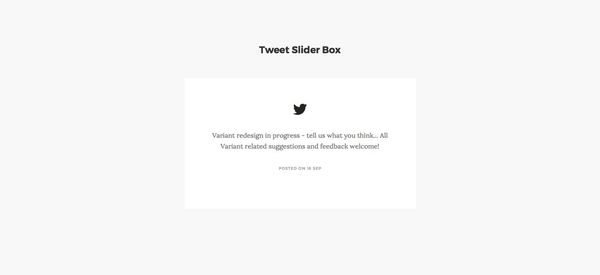 Tweet Slider Box
Variant redesign in progress – tell us what you think... All
Variant related suggestions and feedback welcome!
POSTED ON 16 SEP